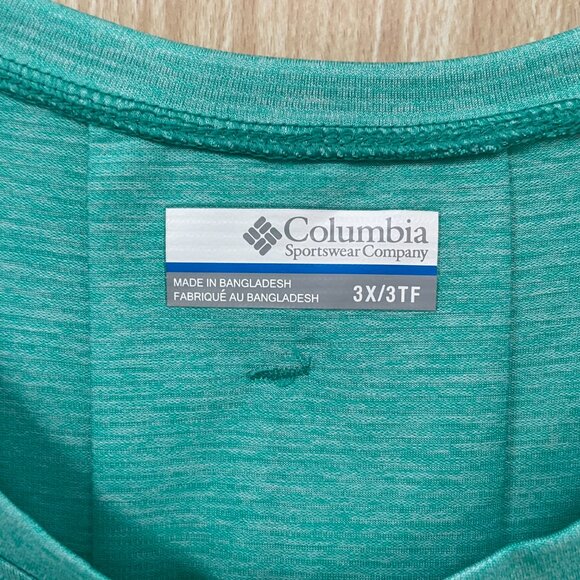 Columbia
Sportswear Company
MADE IN BANGLADESH
FABRIQUÉ AU BANGLADESH
3X/3TF